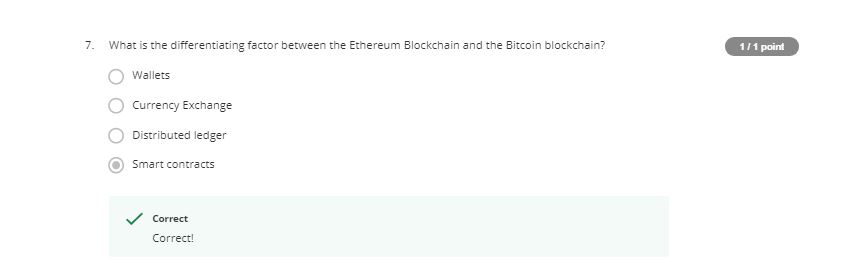 7. What is the differentiating factor between the Ethereum Blockchain and the Bitcoin blockchain?
1 / 1 point
Wallets
Currency Exchange
Distributed ledger
Smart contracts
Correct
Correct!